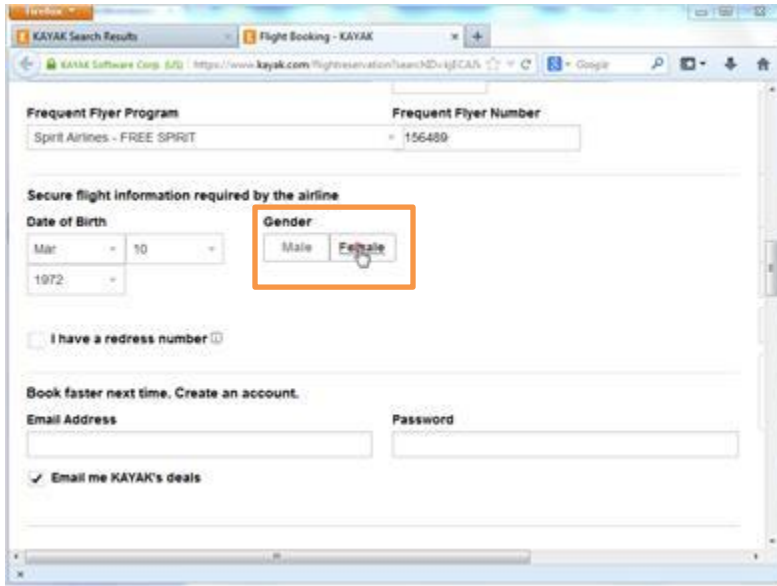 Firefox
KAYAK Search Results
Flight Booking - KAYAK
KAYAK Software Corp. (US)
https://www.kayak.com/flightreservation?
Google
Frequent Flyer Program
Frequent Flyer Number
Spirit Airlines - FREE SPIRIT
156489
Secure flight information required by the airline
Date of Birth
Gender
Mar
10
Male
Female
1972
I have a redress number
Book faster next time. Create an account.
Email Address
Password
Email me KAYAK's deals